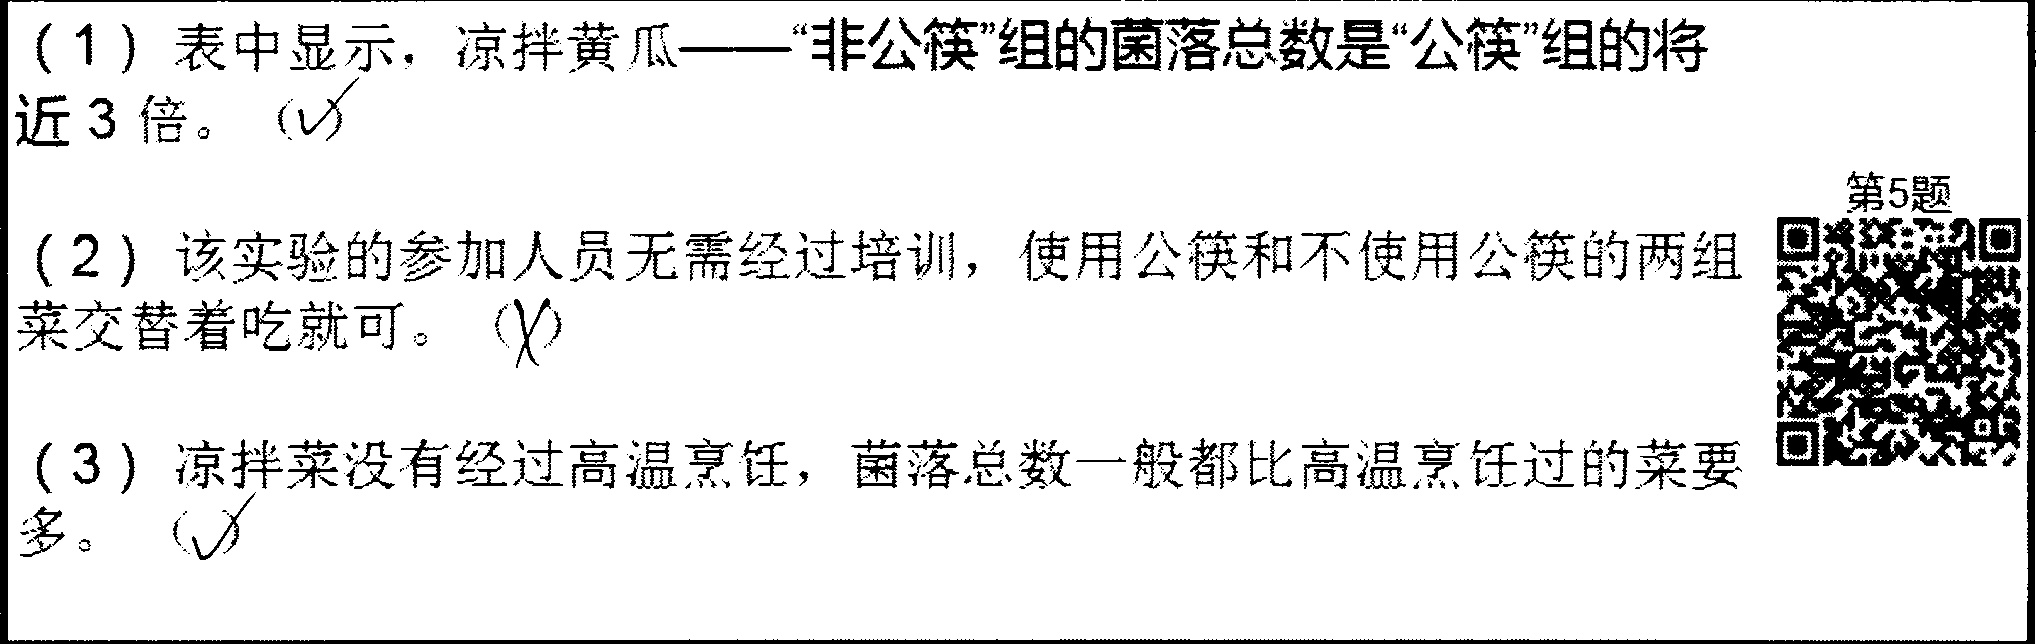 （1）表中显示，凉拌黄瓜——“非公筷”组的菌落总数是“公筷”组的将
近 3 倍。（√）
第5题
（2）该实验的参加人员无需经过培训，使用公筷和不使用公筷的两组
菜交替着吃就可。（X）
（3）凉拌菜没有经过高温烹饪，菌落总数一般都比高温烹饪过的菜要
多。（√）